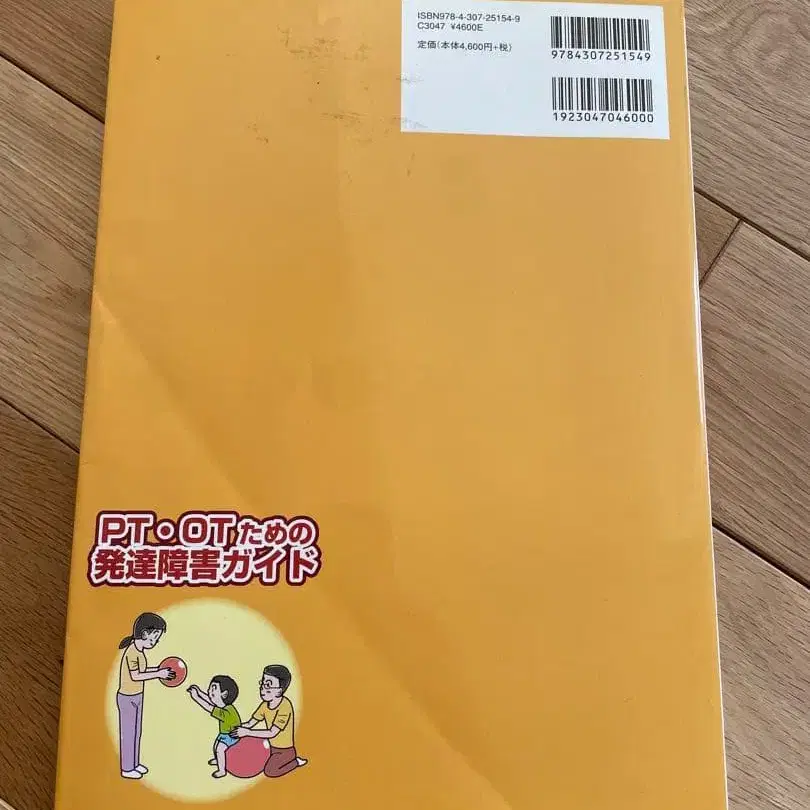 ISBN978-4-307-25154-9
C3047 ¥4600E
定価(本体4,600円+税)
9784307251549
1923047046000
PT・OTための
発達障害ガイド